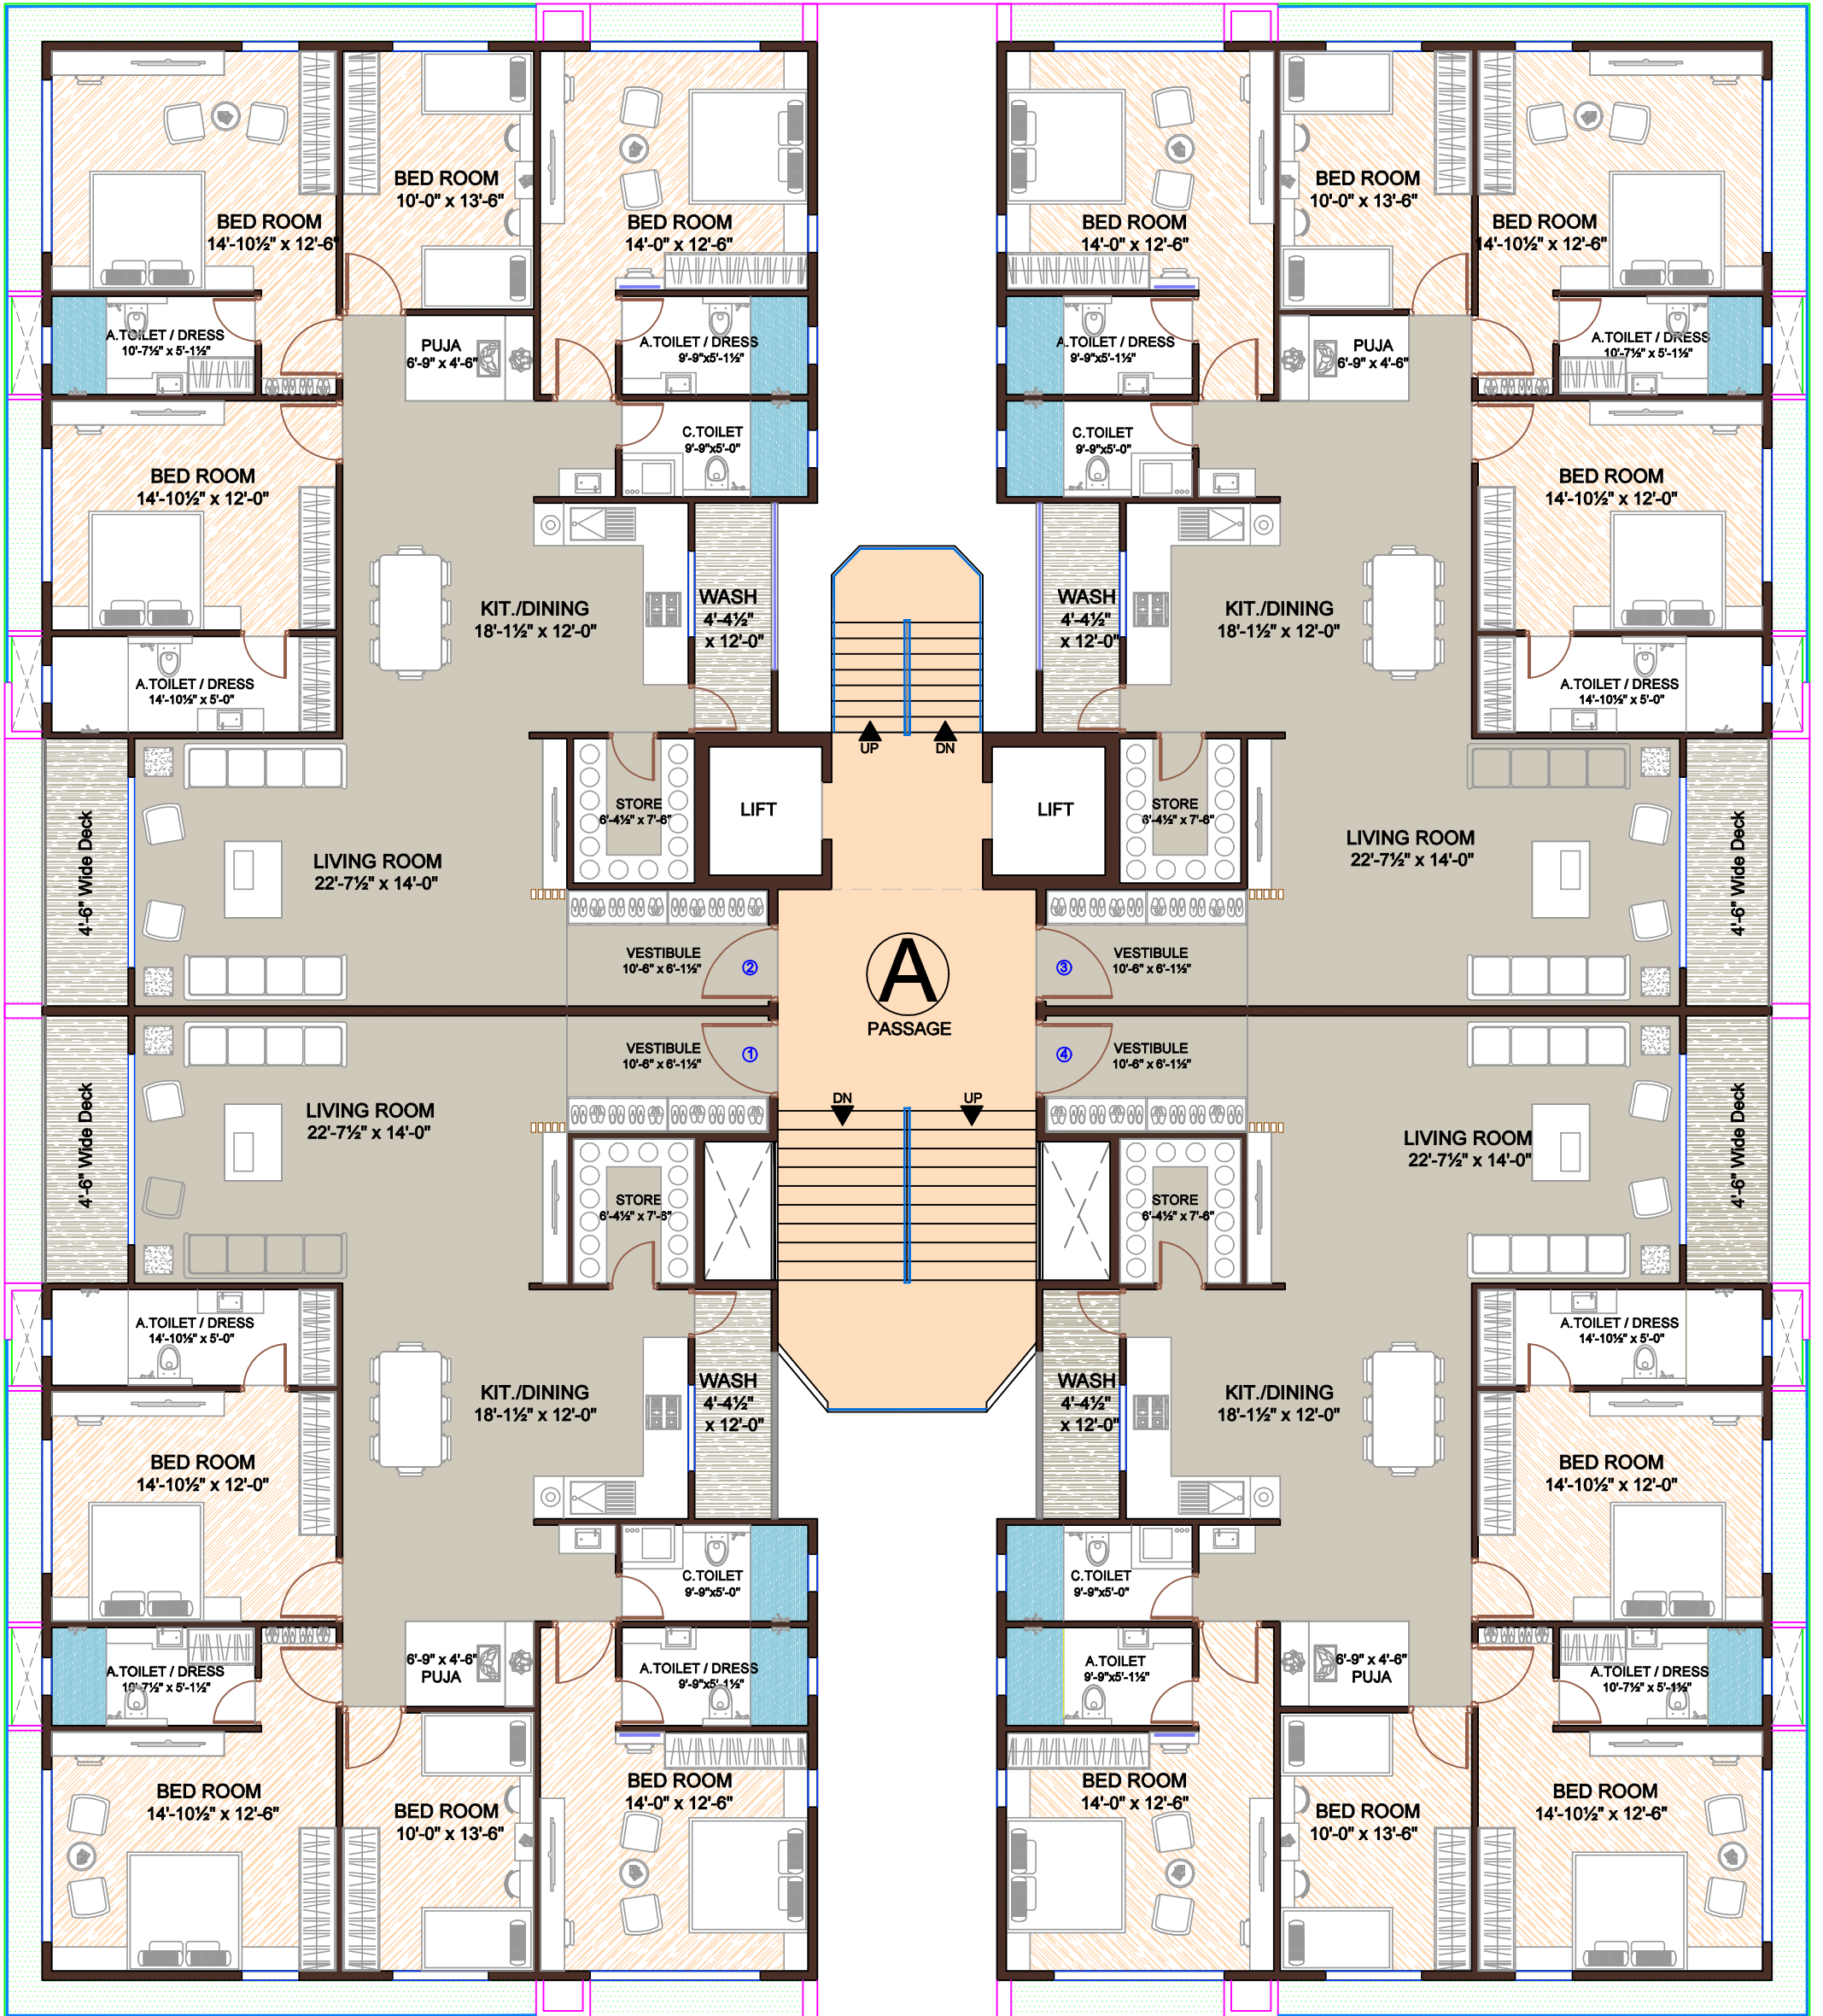 BED ROOM
14'-10½" x 12'-6"
BED ROOM
10'-0" x 13'-6"
BED ROOM
14'-0" x 12'-6"
A.TOILET / DRESS
10'-7½" x 5'-1½"
PUJA
6'-9" x 4'-6"
A.TOILET / DRESS
9'-9"x5'-1½"
C.TOILET
9'-9"x5'-0"
BED ROOM
14'-10½" x 12'-0"
KIT./DINING
18'-1½" x 12'-0"
WASH
4'-4½"
x 12'-0"
A.TOILET / DRESS
14'-10½" x 5'-0"
STORE
6'-4½" x 7'-6"
LIFT
4'-6" Wide Deck
LIVING ROOM
22'-7½" x 14'-0"
VESTIBULE
10'-6" x 6'-1½"
2
BED ROOM
14'-0" x 12'-6"
BED ROOM
10'-0" x 13'-6"
BED ROOM
14'-10½" x 12'-6"
A.TOILET / DRESS
9'-9"x5'-1½"
PUJA
6'-9" x 4'-6"
A.TOILET / DRESS
10'-7½" x 5'-1½"
C.TOILET
9'-9"x5'-0"
BED ROOM
14'-10½" x 12'-0"
WASH
4'-4½"
x 12'-0"
KIT./DINING
18'-1½" x 12'-0"
A.TOILET / DRESS
14'-10½" x 5'-0"
LIFT
STORE
6'-4½" x 7'-6"
LIVING ROOM
22'-7½" x 14'-0"
4'-6" Wide Deck
3
VESTIBULE
10'-6" x 6'-1½"
UP
DN
A
PASSAGE
DN
UP
VESTIBULE
10'-6" x 6'-1½"
1
4'-6" Wide Deck
LIVING ROOM
22'-7½" x 14'-0"
STORE
6'-4½" x 7'-6"
A.TOILET / DRESS
14'-10½" x 5'-0"
KIT./DINING
18'-1½" x 12'-0"
WASH
4'-4½"
x 12'-0"
BED ROOM
14'-10½" x 12'-0"
C.TOILET
9'-9"x5'-0"
A.TOILET / DRESS
10'-7½" x 5'-1½"
6'-9" x 4'-6"
PUJA
A.TOILET / DRESS
9'-9"x5'-1½"
BED ROOM
14'-10½" x 12'-6"
BED ROOM
10'-0" x 13'-6"
BED ROOM
14'-0" x 12'-6"
4
VESTIBULE
10'-6" x 6'-1½"
LIVING ROOM
22'-7½" x 14'-0"
4'-6" Wide Deck
STORE
6'-4½" x 7'-6"
A.TOILET / DRESS
14'-10½" x 5'-0"
WASH
4'-4½"
x 12'-0"
KIT./DINING
18'-1½" x 12'-0"
BED ROOM
14'-10½" x 12'-0"
C.TOILET
9'-9"x5'-0"
A.TOILET
9'-9"x5'-1½"
6'-9" x 4'-6"
PUJA
A.TOILET / DRESS
10'-7½" x 5'-1½"
BED ROOM
14'-0" x 12'-6"
BED ROOM
10'-0" x 13'-6"
BED ROOM
14'-10½" x 12'-6"